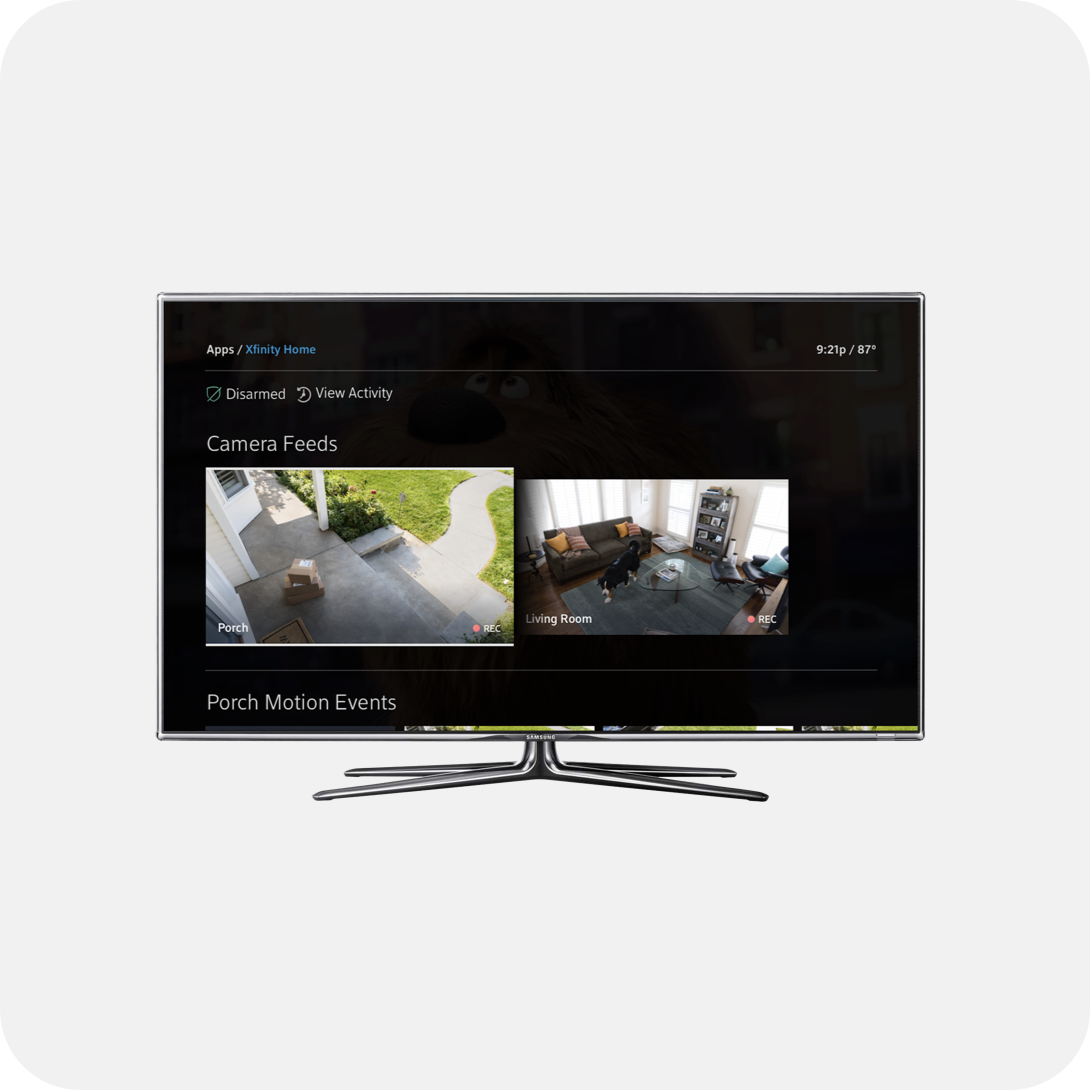 Apps / Xfinity Home
9:21p / 87°
Disarmed
View Activity
Camera Feeds
Porch
REC
Living Room
REC
Porch Motion Events
SAMSUNG